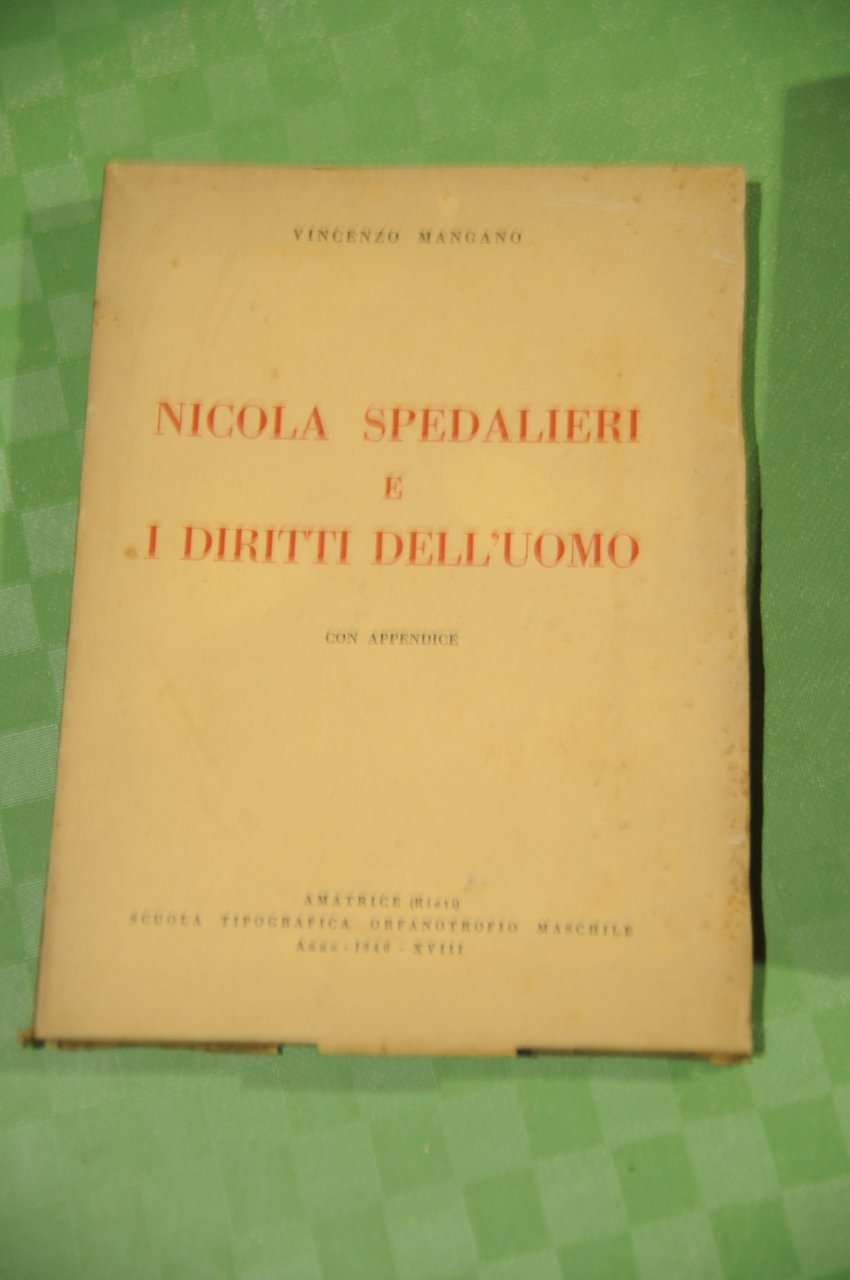 VINCENZO MANGANO
NICOLA SPEDALIERI
E
I DIRITTI DELL'UOMO
CON APPENDICE
AMATRICE (Rieti)
SCUOLA TIPOGRAFICA ORFANOTROFIO MASCHILE
Anno - 1940 - XVIII